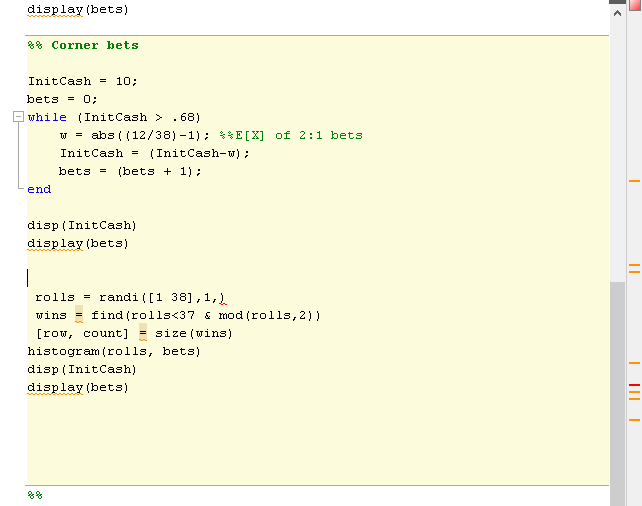 display(bets)
%% Corner bets
InitCash = 10;
bets = 0;
while (InitCash > .68)
    w = abs((12/38)-1); %%E[X] of 2:1 bets
    InitCash = (InitCash-w);
    bets = (bets + 1);
end
disp(InitCash)
display(bets)
 rolls = randi([1 38],1,)
 wins = find(rolls<37 & mod(rolls,2))
 [row, count] = size(wins)
histogram(rolls, bets)
disp(InitCash)
display(bets)
%%